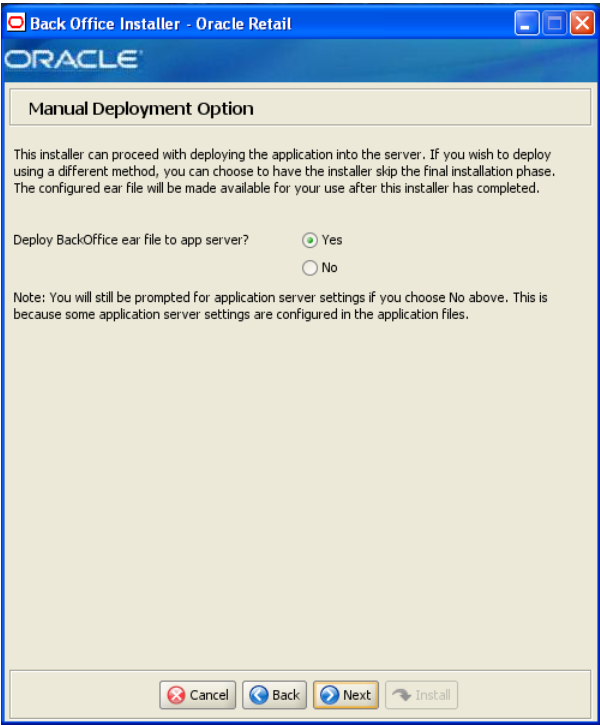 Back Office Installer - Oracle Retail
ORACLE
Manual Deployment Option
This installer can proceed with deploying the application into the server. If you wish to deploy
using a different method, you can choose to have the installer skip the final installation phase.
The configured ear file will be made available for your use after this installer has completed.
Deploy BackOffice ear file to app server? Yes
No
Note: You will still be prompted for application server settings if you choose No above. This is
because some application server settings are configured in the application files.
Cancel Back Next Install